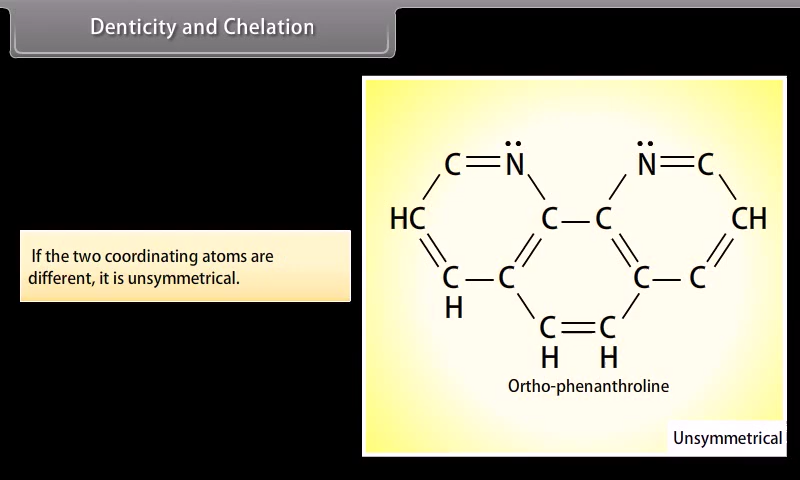 Denticity and Chelation
C N N C
HC C C CH
If the two coordinating atoms are
different, it is unsymmetrical.
C C C C
H
C C
H H
Ortho-phenanthroline
Unsymmetrical